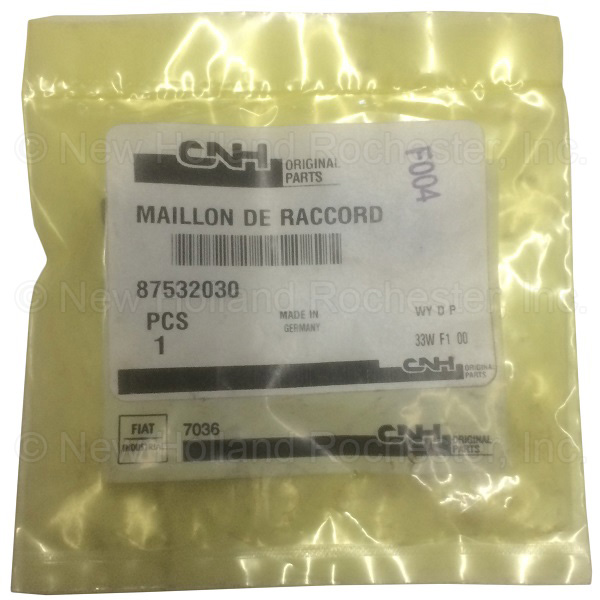 CNH ORIGINAL PARTS
F004
MAILLON DE RACCORD
87532030
PCS
1
MADE IN
GERMANY
WY D P
33W F1 00
CNH ORIGINAL PARTS
FIAT
INDUSTRIAL
7036
CNH ORIGINAL PARTS
© New Holland Rochester, Inc.
© New Holland Rochester, Inc.
© New Holland Rochester, Inc.